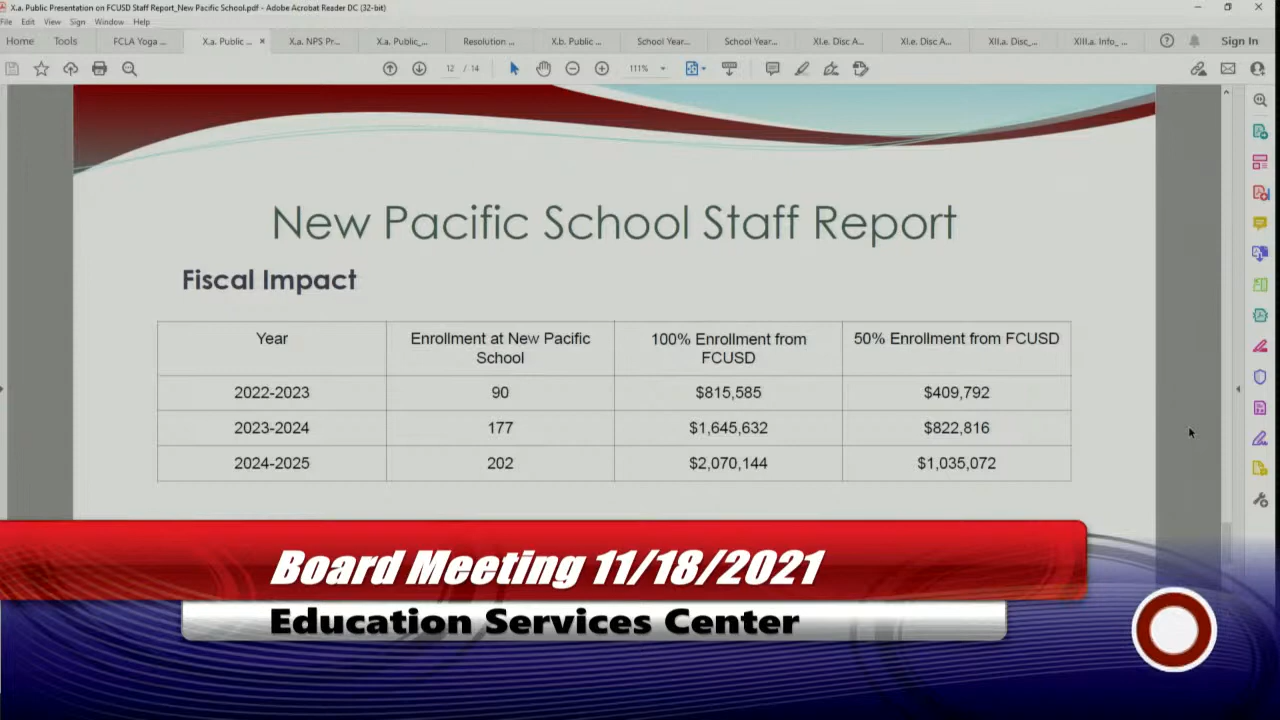 X.a. Public Presentation on FCUSD Staff Report_New Pacific School.pdf - Adobe Acrobat Reader DC (32-bit)
File Edit View Sign Window Help
Home Tools FCLA Yoga ... X.a. Public ... × X.a. NPS Pr... X.a. Public_... Resolution ... X.b. Public ... School Year... School Year... XI.e. Disc A... XI.e. Disc A... XII.a. Disc_... XIII.a. Info_ ... Sign In
12 / 14 111%
New Pacific School Staff Report
Fiscal Impact
Year Enrollment at New Pacific School 100% Enrollment from FCUSD 50% Enrollment from FCUSD
2022-2023 90 $815,585 $409,792
2023-2024 177 $1,645,632 $822,816
2024-2025 202 $2,070,144 $1,035,072
Board Meeting 11/18/2021
Education Services Center